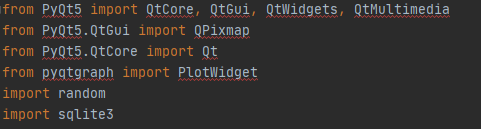 from PyQt5 import QtCore, QtGui, QtWidgets, QtMultimedia
from PyQt5.QtGui import QPixmap
from PyQt5.QtCore import Qt
from pyqtgraph import PlotWidget
import random
import sqlite3